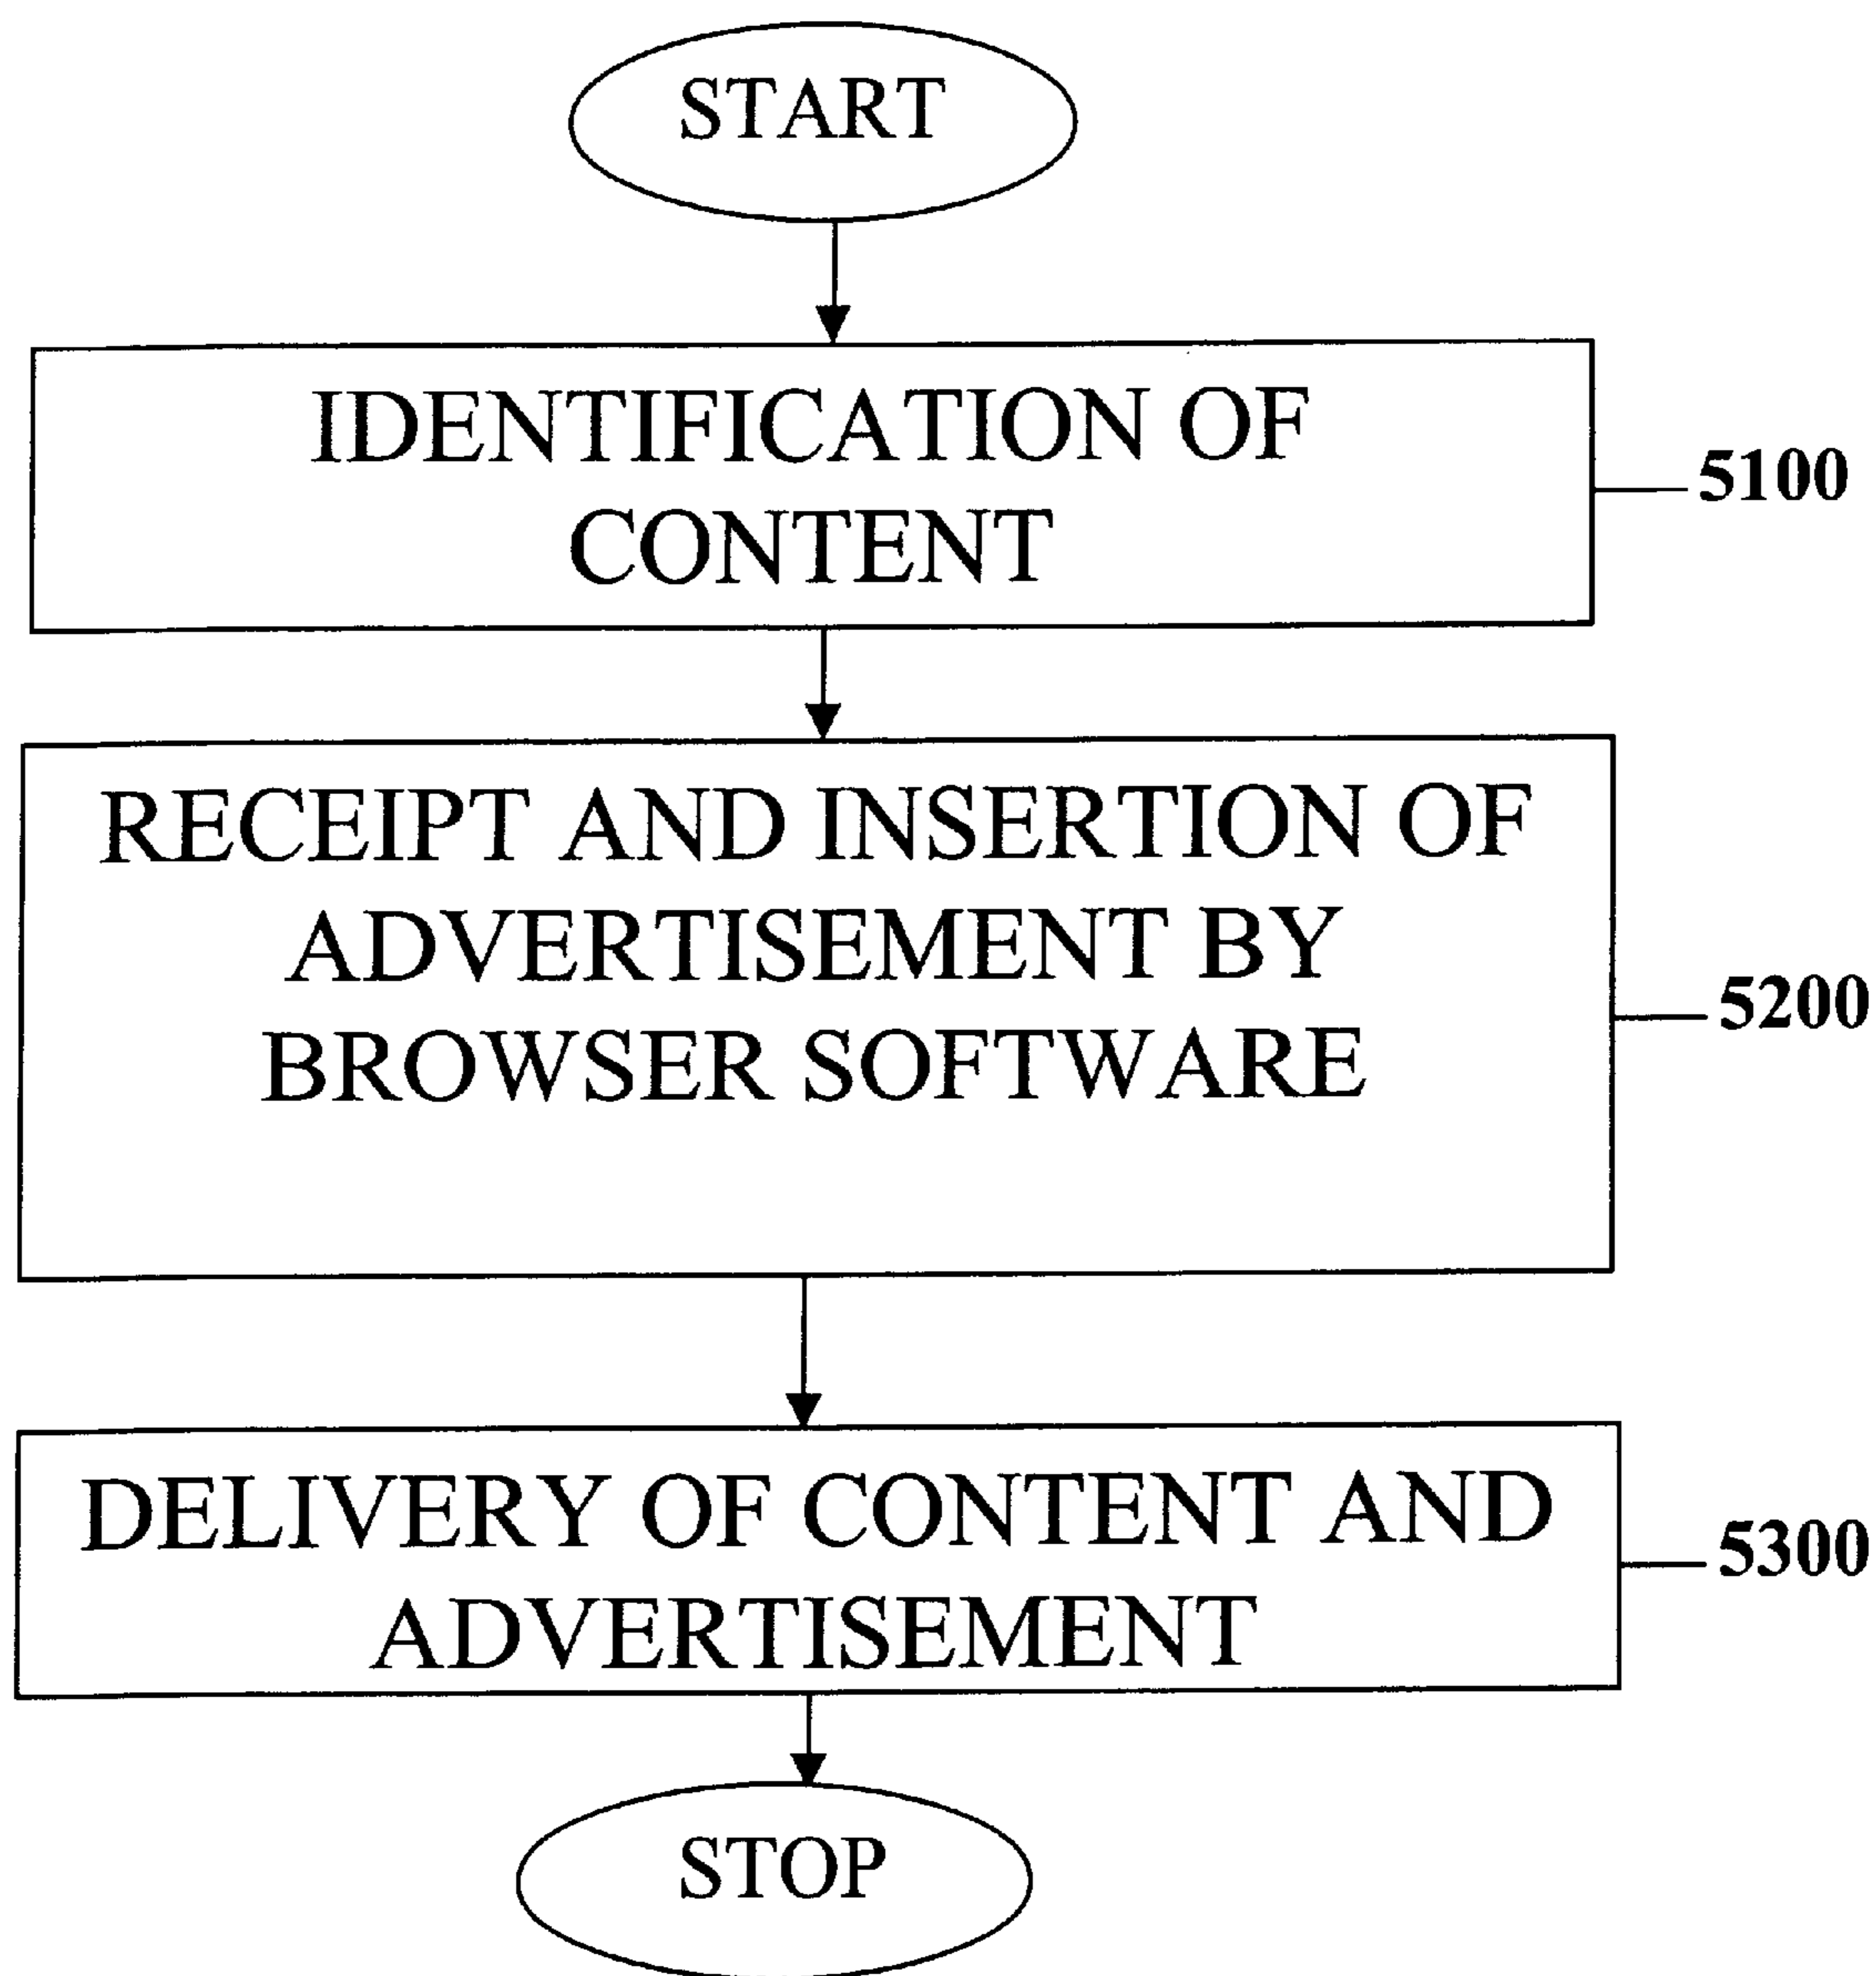 START
IDENTIFICATION OF
CONTENT
5100
RECEIPT AND INSERTION OF
ADVERTISEMENT BY
BROWSER SOFTWARE
5200
DELIVERY OF CONTENT AND
ADVERTISEMENT
5300
STOP